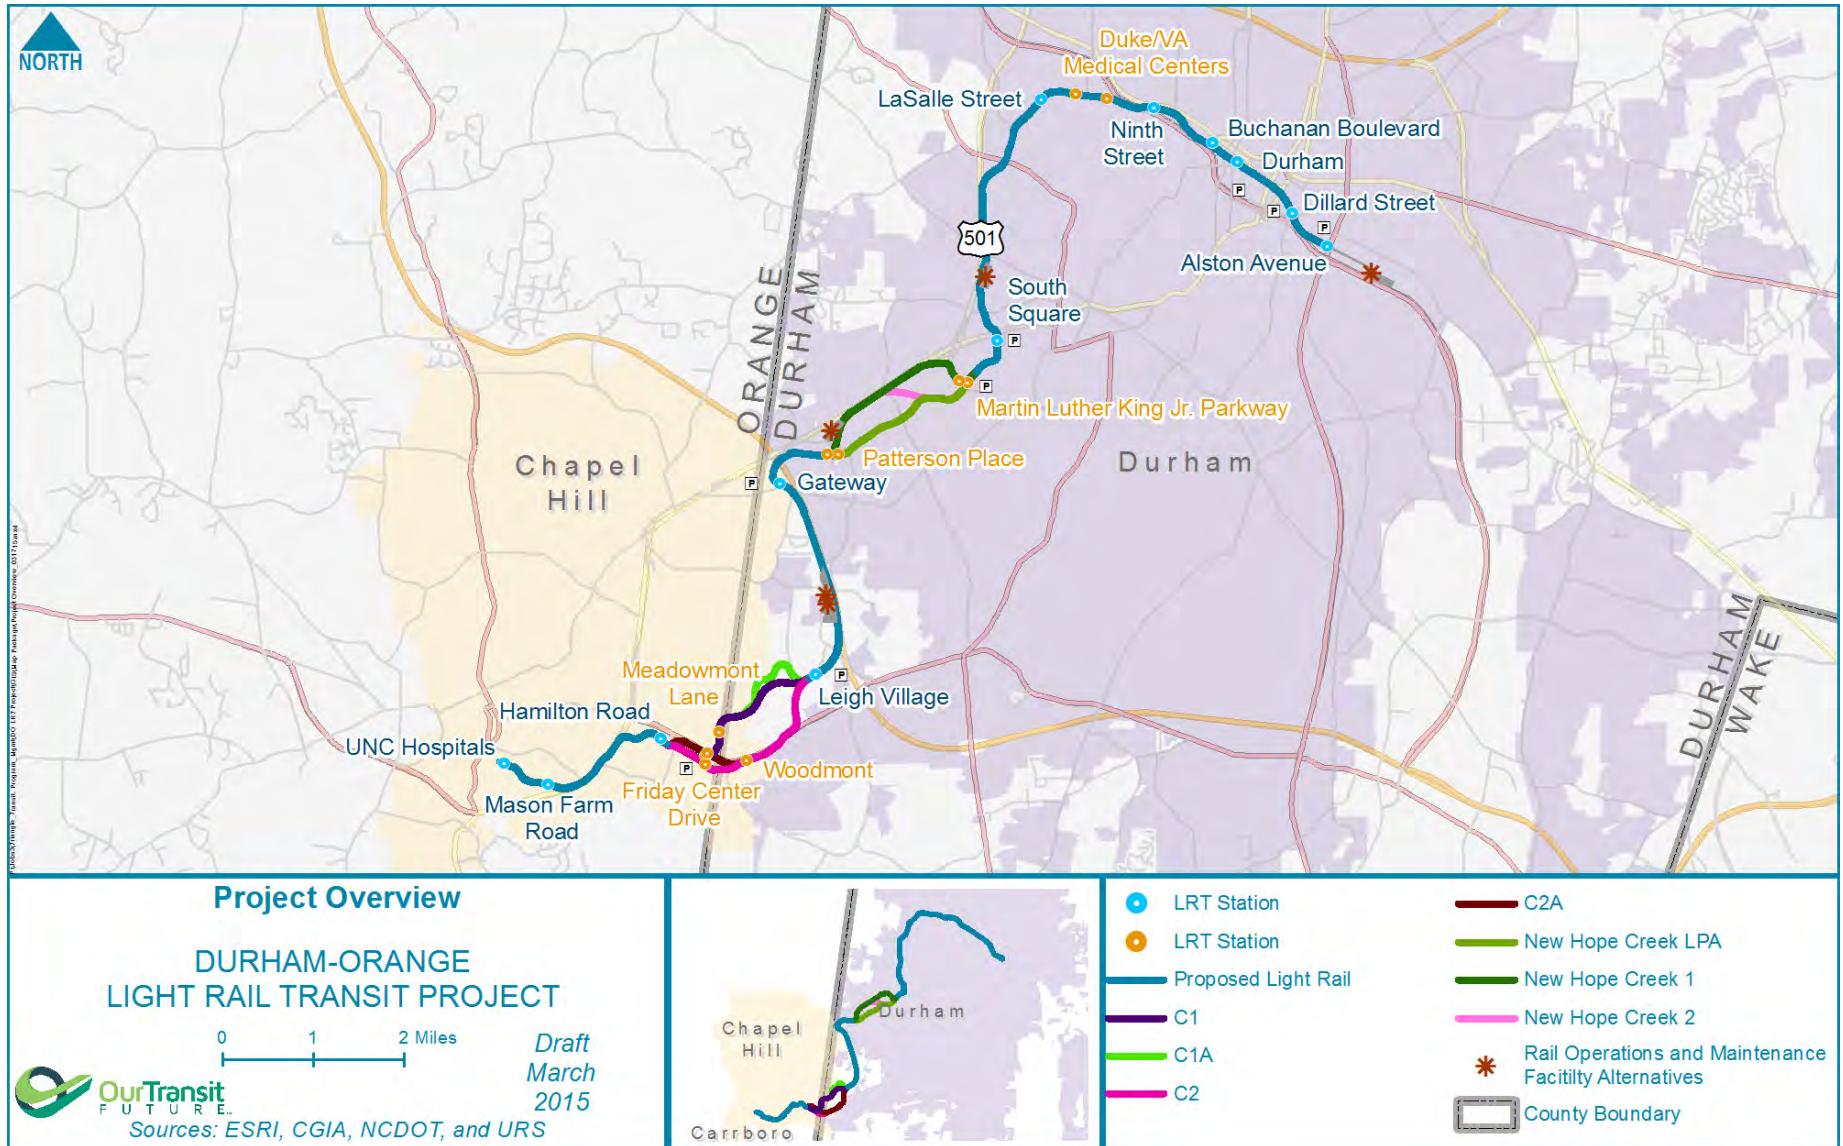 NORTH
Duke/VA
Medical Centers
LaSalle Street
Ninth
Street
Buchanan Boulevard
Durham
P
P
Dillard Street
P
Alston Avenue
501
ORANGE
DURHAM
South
Square
P
P
Martin Luther King Jr. Parkway
Chapel
Hill
Patterson Place
Durham
P
Gateway
DURHAM
WAKE
Meadowmont
Lane
P
Leigh Village
Hamilton Road
UNC Hospitals
P
Woodmont
Mason Farm
Road
Friday Center
Drive
Project Overview
DURHAM-ORANGE
LIGHT RAIL TRANSIT PROJECT
0 1 2 Miles
Draft
March
2015
OurTransit
FUTURE
Sources: ESRI, CGIA, NCDOT, and URS
Chapel
Hill
Durham
Carrboro
LRT Station
LRT Station
Proposed Light Rail
C1
C1A
C2
C2A
New Hope Creek LPA
New Hope Creek 1
New Hope Creek 2
Rail Operations and Maintenance
Facitilty Alternatives
County Boundary